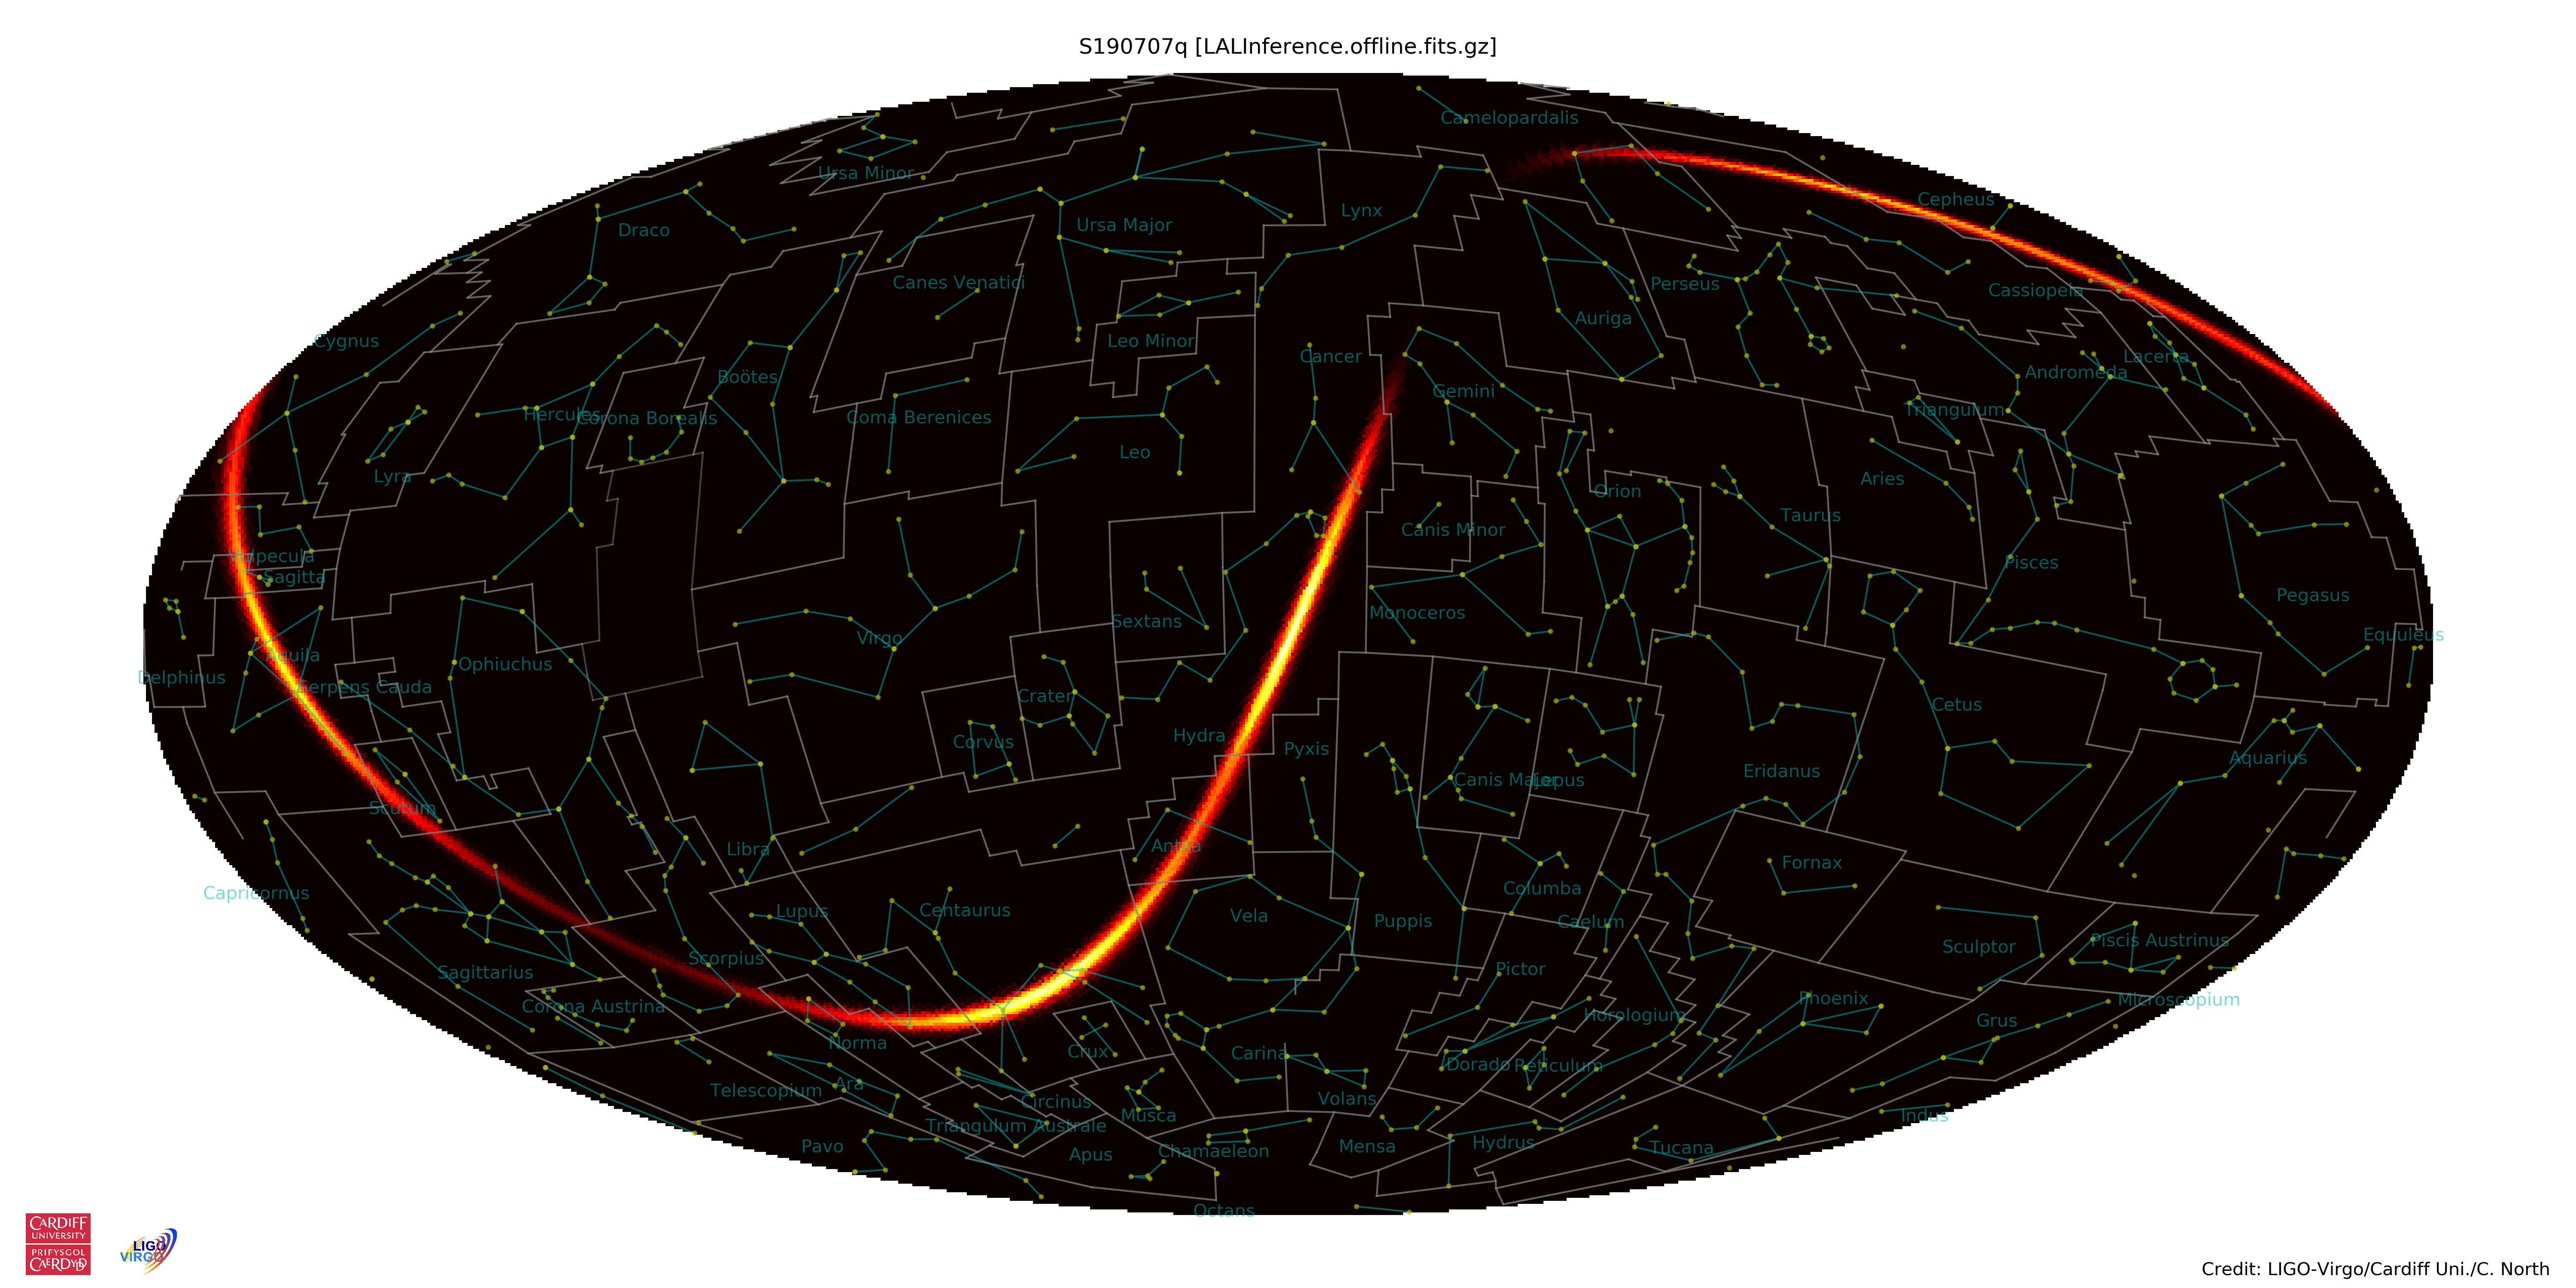 S190707q [LALInference.offline.fits.gz]
Camelopardalis
Ursa Minor
Cepheus
Lynx
Ursa Major
Draco
Canes Venatici
Perseus
Cassiopeia
Auriga
Cygnus
Leo Minor
Cancer
Lacerta
Andromeda
Boötes
Gemini
Triangulum
Hercules
Corona Borealis
Coma Berenices
Leo
Lyra
Aries
Orion
Taurus
Canis Minor
Vulpecula
Sagitta
Pisces
Pegasus
Monoceros
Sextans
Equuleus
Virgo
Aquila
Ophiuchus
Delphinus
Serpens Cauda
Crater
Cetus
Hydra
Corvus
Pyxis
Aquarius
Eridanus
Canis Major
Lepus
Scutum
Antlia
Libra
Fornax
Columba
Capricornus
Lupus
Centaurus
Vela
Puppis
Caelum
Piscis Austrinus
Sculptor
Scorpius
Pictor
Sagittarius
Phoenix
Microscopium
Corona Austrina
Horologium
Grus
Norma
Crux
Carina
Dorado
Reticulum
Ara
Telescopium
Volans
Circinus
Musca
Indus
Triangulum Australe
Pavo
Hydrus
Mensa
Tucana
Chamaeleon
Apus
Octans
CARDIFF
UNIVERSITY
PRIFYSGOL
CAERDYDD
LIGO
VIRGO
Credit: LIGO-Virgo/Cardiff Uni./C. North